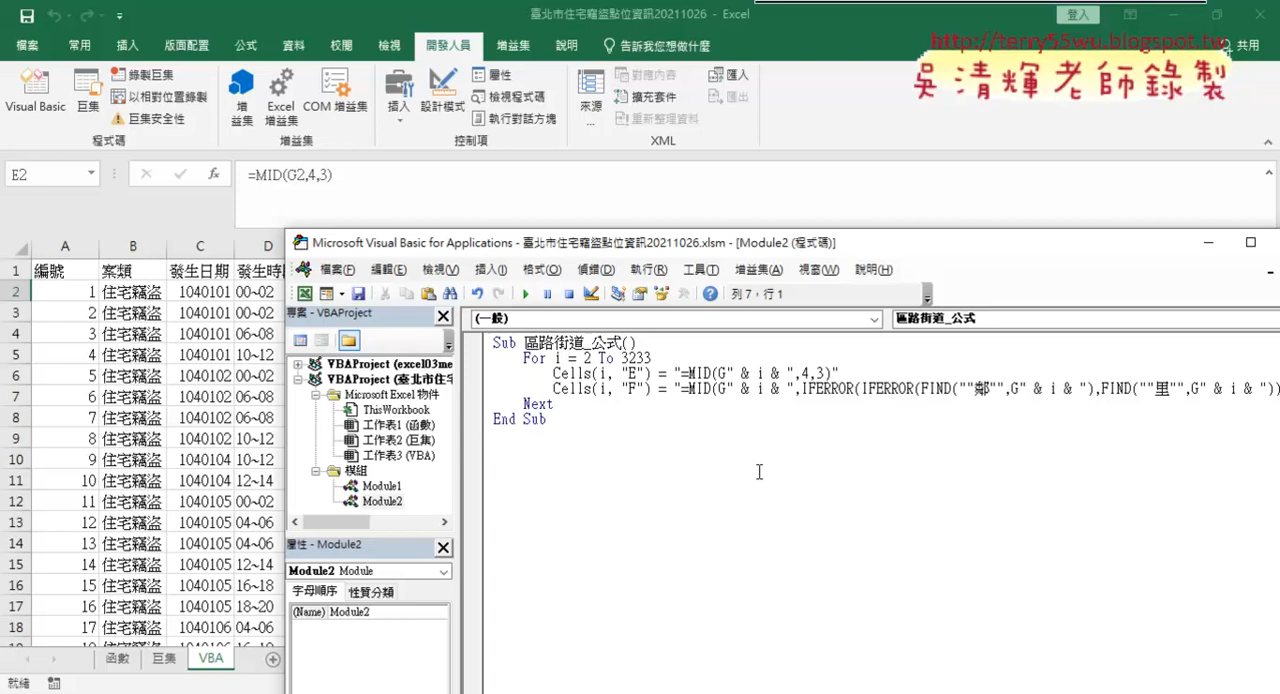 臺北市住宅竊盜點位資訊20211026 - Excel
登入
檔案 常用 插入 版面配置 公式 資料 校閱 檢視 開發人員 增益集 說明 告訴我您想做什麼 共用
http://terry55wu.blogspot.tw
吳清輝老師錄製
Visual Basic 巨集 錄製巨集 以相對位置錄製 巨集安全性
增益集 Excel 增益集 COM 增益集
插入 設計模式 屬性 檢視程式碼 執行對話方塊
來源... 對應內容 擴充套件 重新整理資料 匯入 匯出
程式碼 增益集 控制項 XML
E2 fx =MID(G2,4,3)
Microsoft Visual Basic for Applications - 臺北市住宅竊盜點位資訊20211026.xlsm - [Module2 (程式碼)]
檔案(F) 編輯(E) 檢視(V) 插入(I) 格式(O) 偵錯(D) 執行(R) 工具(T) 增益集(A) 視窗(W) 說明(H)
列 7，行 1
專案 - VBAProject
(一般) 區路街道_公式
VBAProject (excel03me
VBAProject (臺北市住宅
Microsoft Excel 物件
ThisWorkbook
工作表1 (函數)
工作表2 (巨集)
工作表3 (VBA)
模組
Module1
Module2
屬性 - Module2
Module2 Module
字母順序 性質分類
(Name) Module2
Sub 區路街道_公式()
For i = 2 To 3233
Cells(i, "E") = "=MID(G" & i & ",4,3)"
Cells(i, "F") = "=MID(G" & i & ",IFERROR(IFERROR(FIND(""鄰"",G" & i & "),FIND(""里"",G" & i & "))
Next
End Sub
A B C D
1 編號 案類 發生日期 發生時
2 1 住宅竊盜 1040101 00~02
3 2 住宅竊盜 1040101 00~02
4 3 住宅竊盜 1040101 06~08
5 4 住宅竊盜 1040101 10~12
6 5 住宅竊盜 1040102 00~02
7 6 住宅竊盜 1040102 06~08
8 7 住宅竊盜 1040102 06~08
9 8 住宅竊盜 1040102 10~12
10 9 住宅竊盜 1040104 10~12
11 10 住宅竊盜 1040104 12~14
12 11 住宅竊盜 1040105 00~02
13 12 住宅竊盜 1040105 04~06
14 13 住宅竊盜 1040105 04~06
15 14 住宅竊盜 1040105 12~14
16 15 住宅竊盜 1040105 16~18
17 16 住宅竊盜 1040105 18~20
18 17 住宅竊盜 1040106 04~06
函數 巨集 VBA
就緒